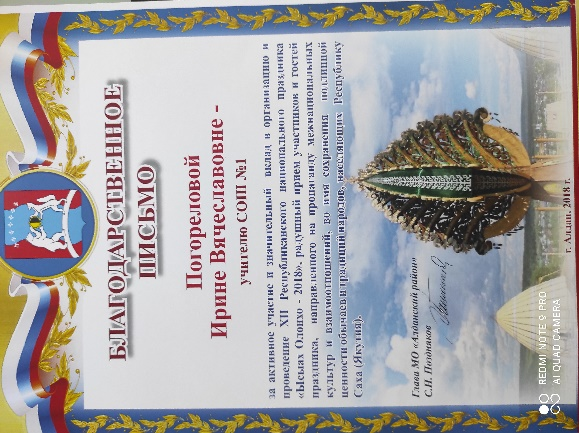 БЛАГОДАРСТВЕННОЕ
ПИСЬМО
Погореловой
Ирине Вячеславовне -
учителю СОШ №1
за активное участие и значительный вклад в организацию и
проведение XII Республиканского национального праздника
«Ысыах Олонхо - 2018», радушный прием участников и гостей
праздника, направленного на пропаганду межнациональных
культур и взаимоотношений, во имя сохранения подлинной
ценности обычаев и традиций народов, населяющих Республику
Саха (Якутия).
Глава МО «Алданский район»
С.Н. Поздняков
г. Алдан, 2018 г.
REDMI NOTE 9 PRO
AI QUAD CAMERA